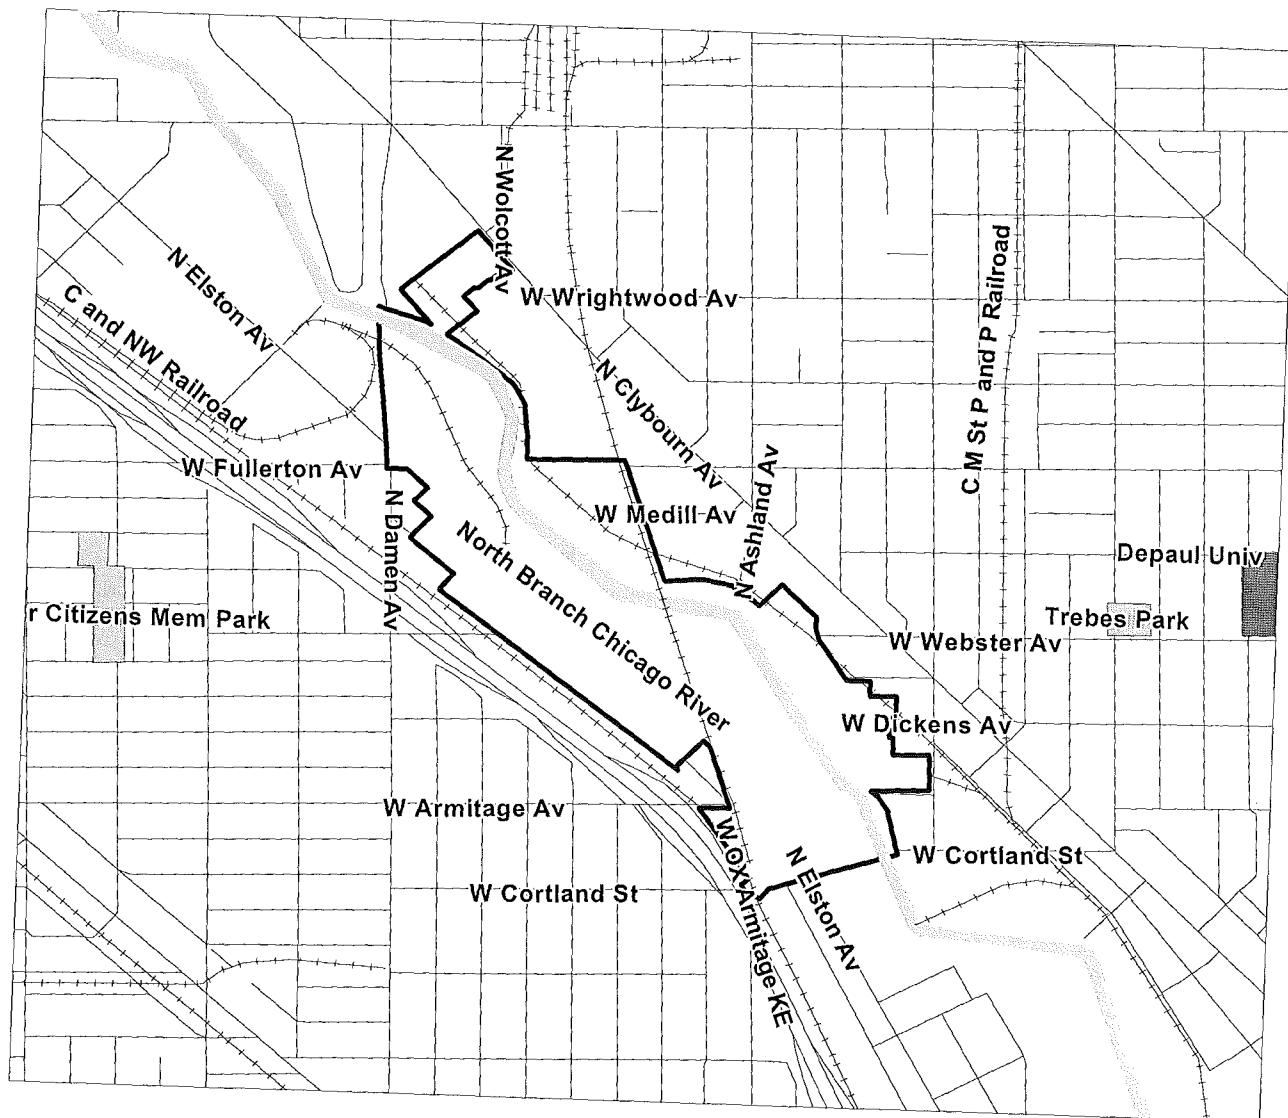 N Wolcott Av
N Elston Av
W Wrightwood Av
C and NW Railroad
C M St P and P Railroad
N Clybourn Av
W Fullerton Av
N Ashland Av
N Damen Av
W Medill Av
North Branch Chicago River
Depaul Univ
r Citizens Mem Park
Trebes Park
W Webster Av
W Dickens Av
W Armitage Av
W Cortland St
W Cortland St
N Elston Av
Armitage
KE